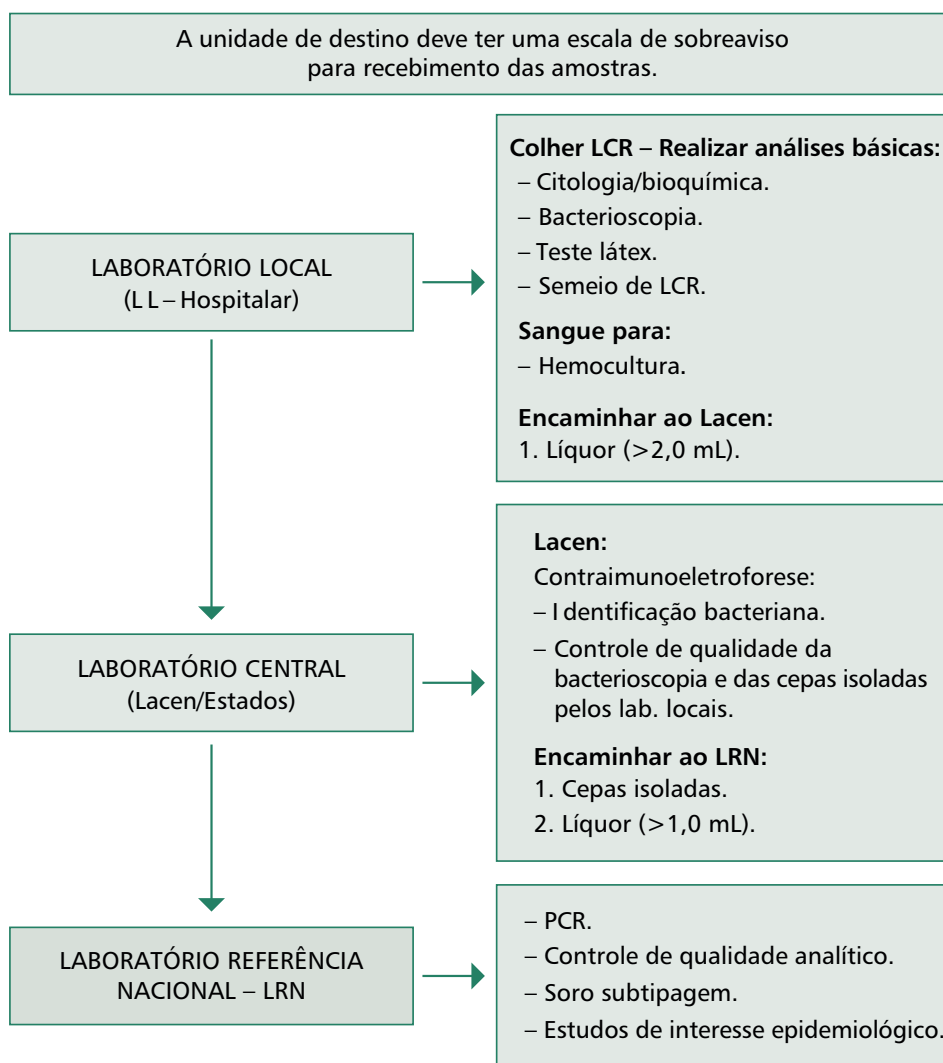 A unidade de destino deve ter uma escala de sobreaviso
para recebimento das amostras.
LABORATÓRIO LOCAL
(L L – Hospitalar)
Colher LCR – Realizar análises básicas:
– Citologia/bioquímica.
– Bacterioscopia.
– Teste látex.
– Semeio de LCR.
Sangue para:
– Hemocultura.
Encaminhar ao Lacen:
1. Líquor (>2,0 mL).
LABORATÓRIO CENTRAL
(Lacen/Estados)
Lacen:
Contraimunoeletroforese:
– I dentificação bacteriana.
– Controle de qualidade da
bacterioscopia e das cepas isoladas
pelos lab. locais.
Encaminhar ao LRN:
1. Cepas isoladas.
2. Líquor (>1,0 mL).
LABORATÓRIO REFERÊNCIA
NACIONAL – LRN
– PCR.
– Controle de qualidade analítico.
– Soro subtipagem.
– Estudos de interesse epidemiológico.